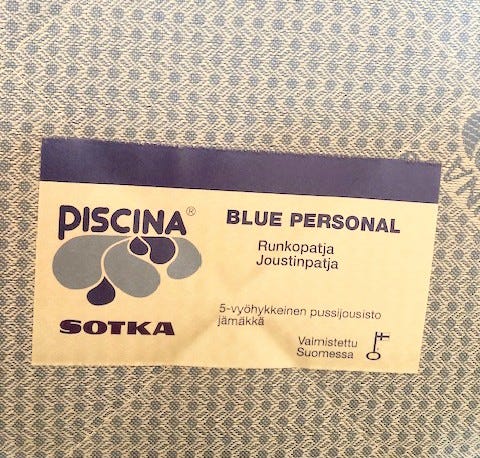 PISCINA®
SOTKA
BLUE PERSONAL
Runkopatja
Joustinpatja
5-vyöhykkeinen pussijousisto
jämäkkä
Valmistettu
Suomessa